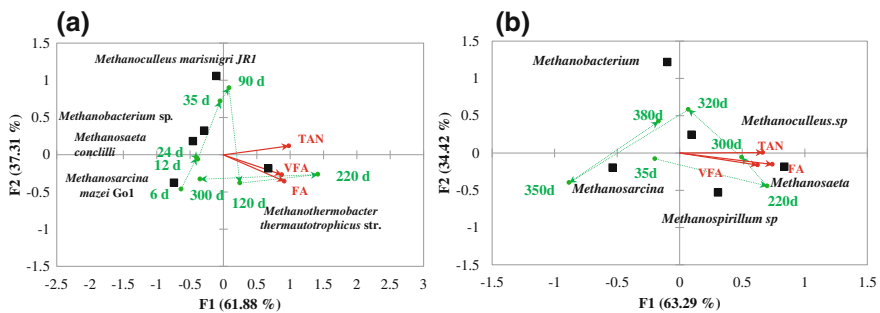 (a)
F2 (37.31 %)
1.5
1
0.5
0
-0.5
-1
-1.5
Methanoculleus marisnigri JR1
90 d
35 d
Methanobacterium sp.
Methanosaeta
conclilli
TAN
24 d
12 d
Methanosarcina
mazei Go1
VFA
220 d
FA
6 d
300 d
120 d
Methanothermobacter
thermautotrophicus str.
-2.5 -2 -1.5 -1 -0.5 0 0.5 1 1.5 2 2.5 3
F1 (61.88 %)
(b)
F2 (34.42 %)
1.5
1
0.5
0
-0.5
-1
-1.5
Methanobacterium
320d
380d
Methanoculleus.sp
300d
TAN
35d
VFA
FA
Methanosarcina
Methanosaeta
350d
220d
Methanospirillum sp
-1.5 -1 -0.5 0 0.5 1 1.5
F1 (63.29 %)